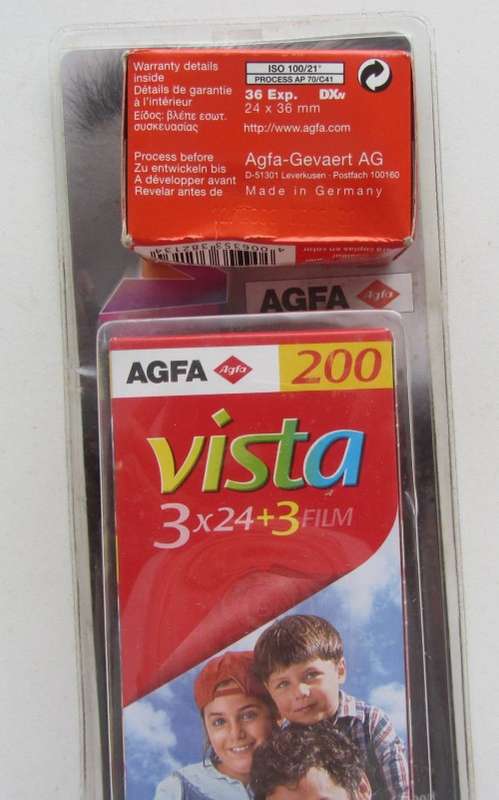 Warranty details
inside
Détails de garantie
à l'intérieur
Είδος: βλέπε εσωτ.
συσκευασίας
Process before
Zu entwickeln bis
A développer avant
Revelar antes de
ISO 100/21°
PROCESS AP 70/C41
36 Exp. DXN
24 x 36 mm
http://www.agfa.com
Agfa-Gevaert AG
D-51301 Leverkusen · Postfach 100160
Made in Germany
4006353382134
AGFA Agfa
AGFA Agfa 200
vista
3x24+3 FILM